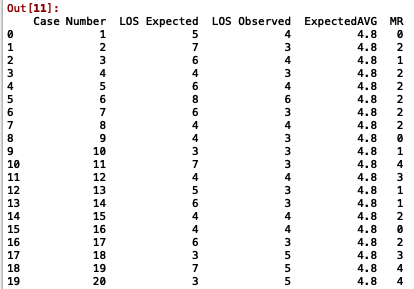 Out[11]:
Case Number LOS Expected LOS Observed ExpectedAVG MR
0 1 5 4 4.8 0
1 2 7 3 4.8 2
2 3 6 4 4.8 1
3 4 4 3 4.8 2
4 5 6 4 4.8 2
5 6 8 6 4.8 2
6 7 6 3 4.8 2
7 8 4 4 4.8 2
8 9 4 3 4.8 0
9 10 3 3 4.8 1
10 11 7 3 4.8 4
11 12 4 4 4.8 3
12 13 5 3 4.8 1
13 14 6 3 4.8 1
14 15 4 4 4.8 2
15 16 4 4 4.8 0
16 17 6 3 4.8 2
17 18 3 5 4.8 3
18 19 7 5 4.8 4
19 20 3 5 4.8 4